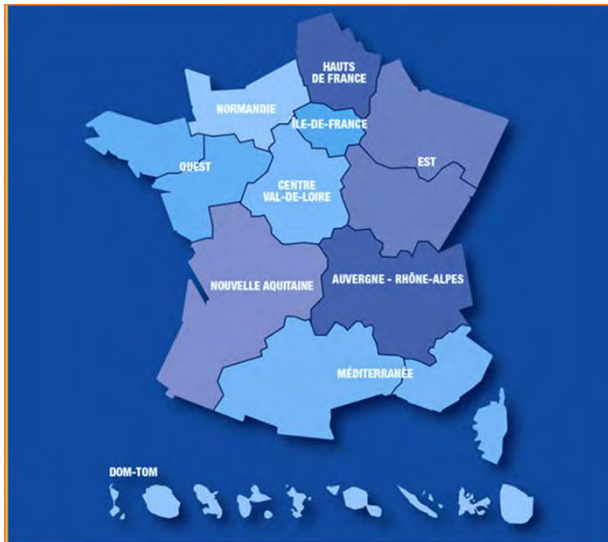 HAUTS
DE FRANCE
NORMANDIE
ÎLE-DE-FRANCE
OUEST
EST
CENTRE
VAL-DE-LOIRE
NOUVELLE AQUITAINE
AUVERGNE - RHÔNE-ALPES
MÉDITERRANÉE
DOM-TOM